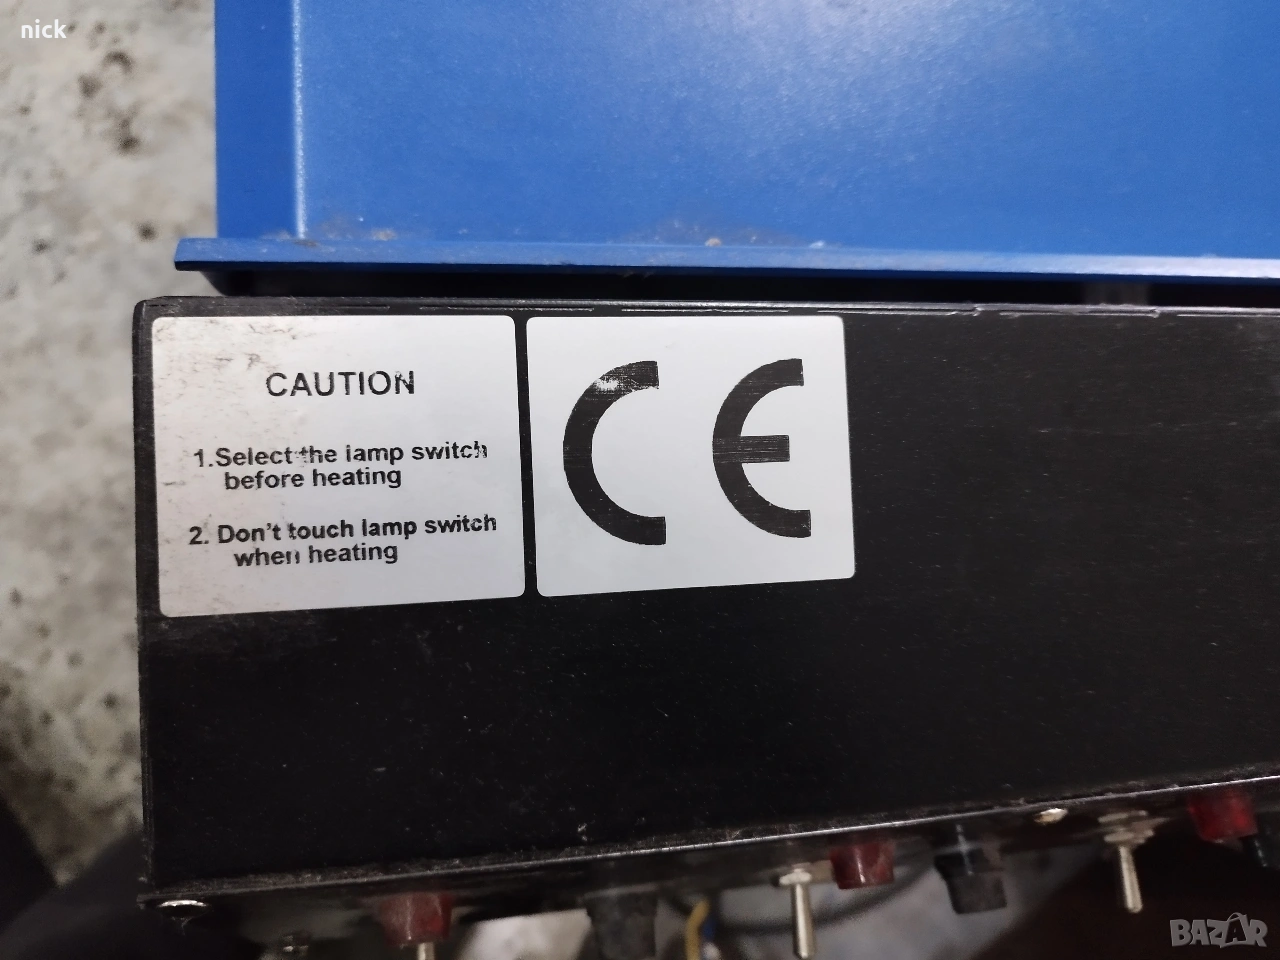 nick
CAUTION
1.Select the lamp switch
before heating
2. Don't touch lamp switch
when heating
CE
BAZAR